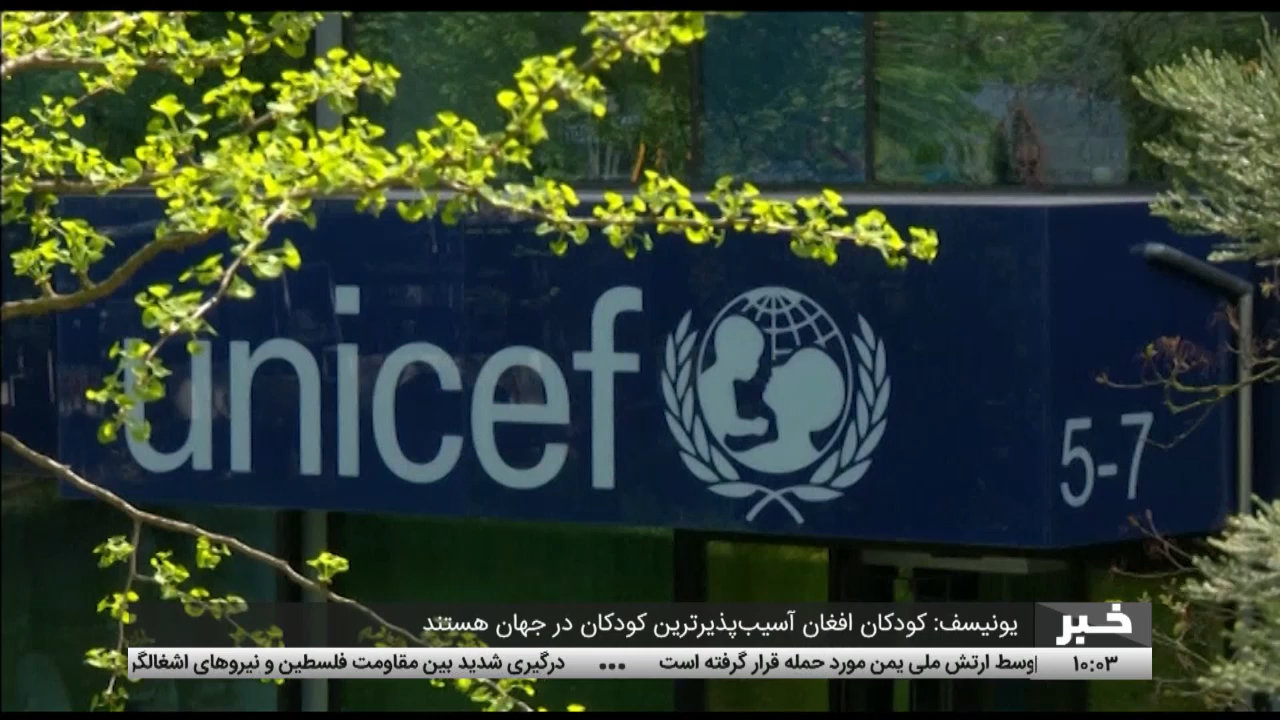 unicef
5-7
یونیسف: کودکان افغان آسیب‌پذیرترین کودکان در جهان هستند
خبر
وسط ارتش ملی یمن مورد حمله قرار گرفته است ... درگیری شدید بین مقاومت فلسطین و نیروهای اشغالگر
۱۰:۰۳